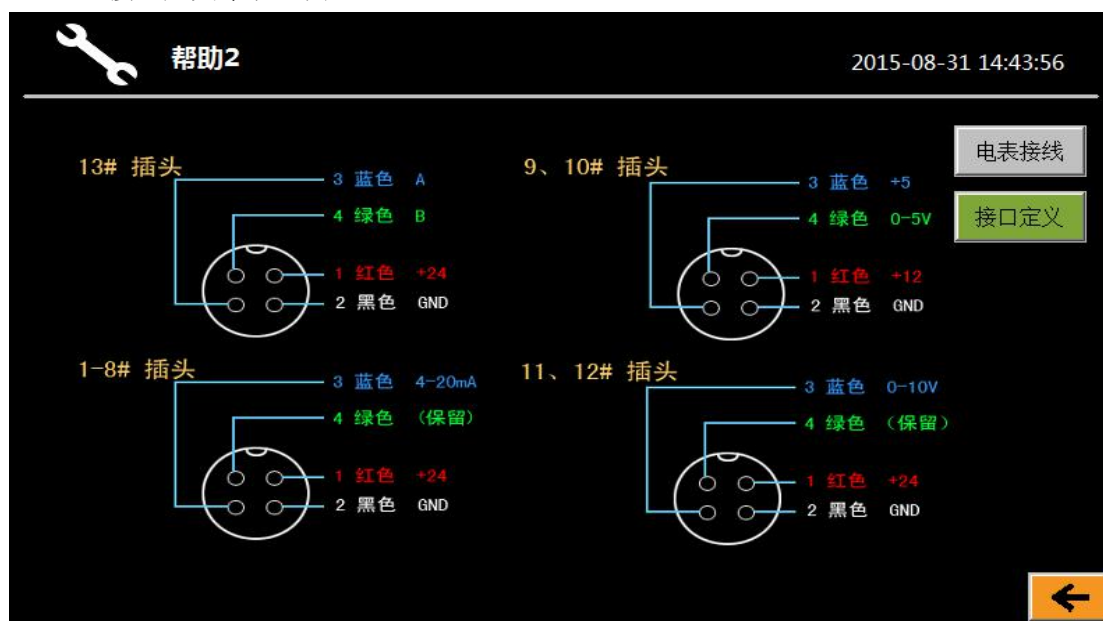 帮助2
2015-08-31 14:43:56
电表接线
接口定义
13# 插头
3 蓝色 A
4 绿色 B
1 红色 +24
2 黑色 GND
9、10# 插头
3 蓝色 +5
4 绿色 0-5V
1 红色 +12
2 黑色 GND
1-8# 插头
3 蓝色 4-20mA
4 绿色 (保留)
1 红色 +24
2 黑色 GND
11、12# 插头
3 蓝色 0-10V
4 绿色 (保留)
1 红色 +24
2 黑色 GND